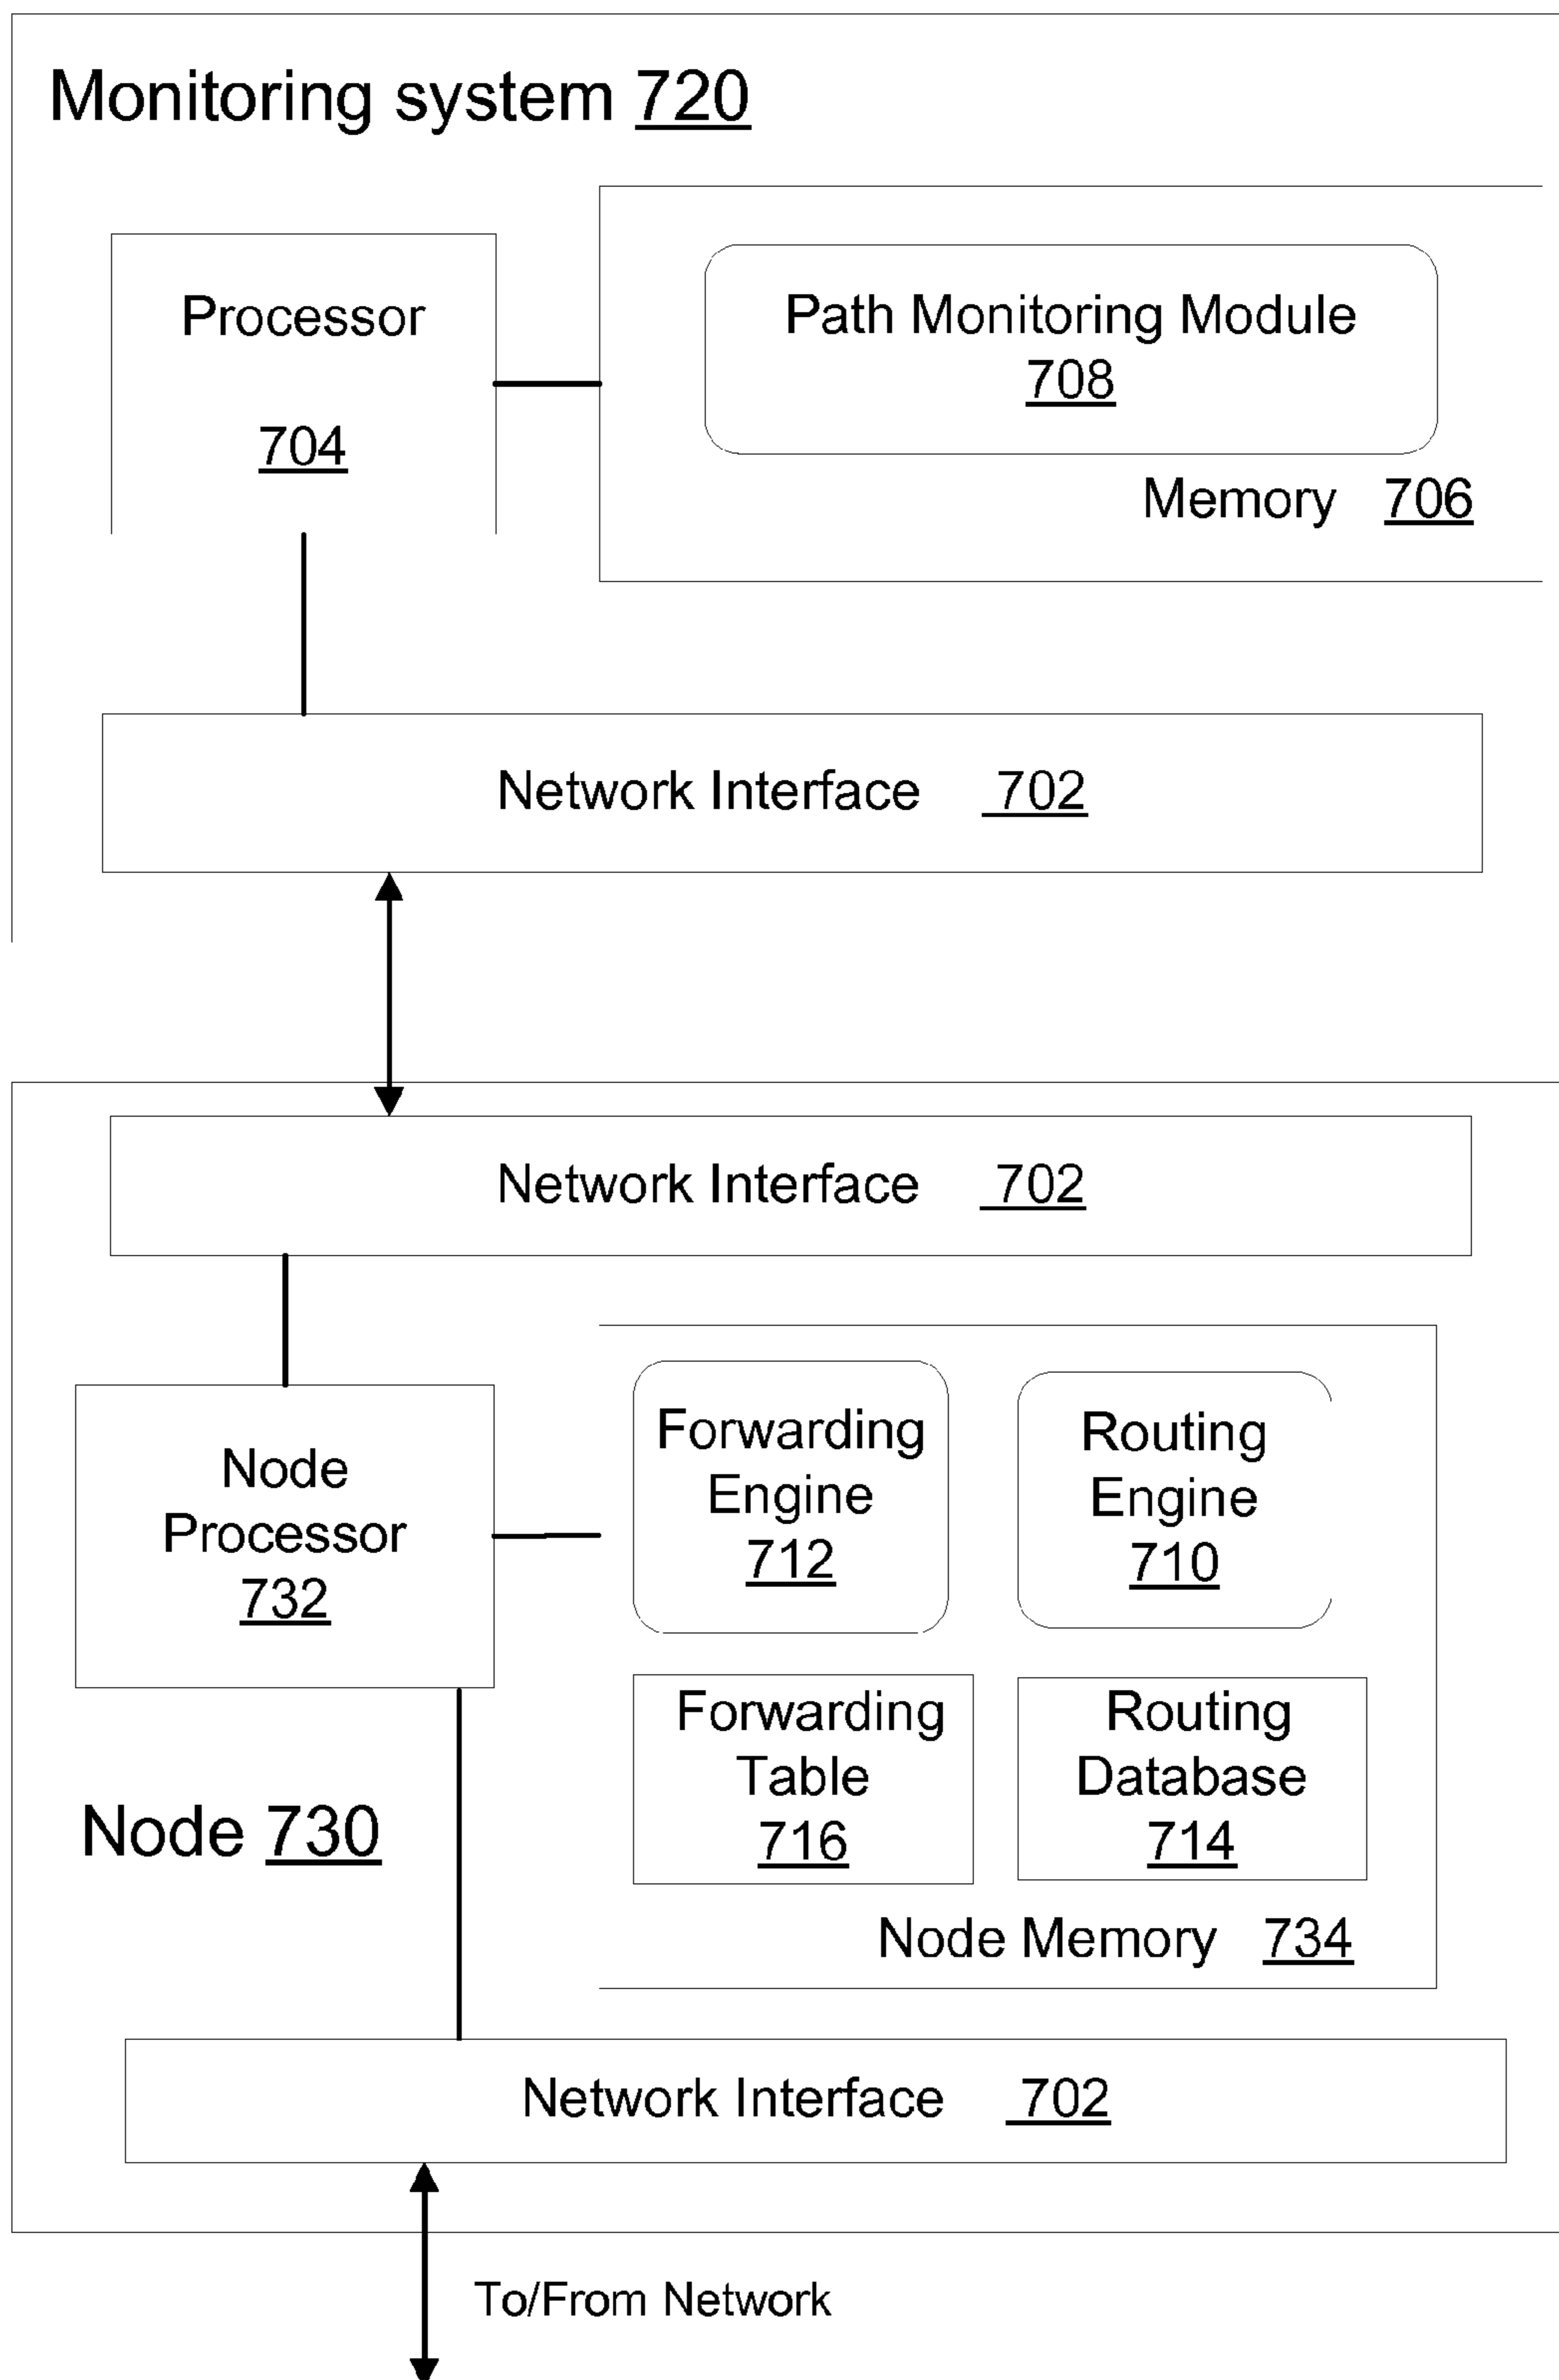 Monitoring system 720
Processor
704
Path Monitoring Module
708
Memory 706
Network Interface 702
Network Interface 702
Node
Processor
732
Forwarding
Engine
712
Routing
Engine
710
Forwarding
Table
716
Routing
Database
714
Node 730
Node Memory 734
Network Interface 702
To/From Network